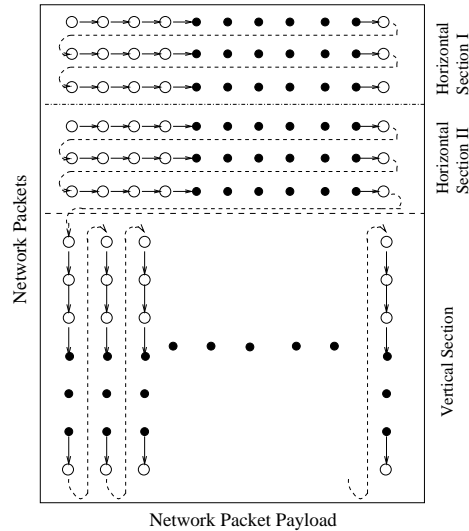 Horizontal
Section I
Horizontal
Section II
Network Packets
Vertical Section
Network Packet Payload